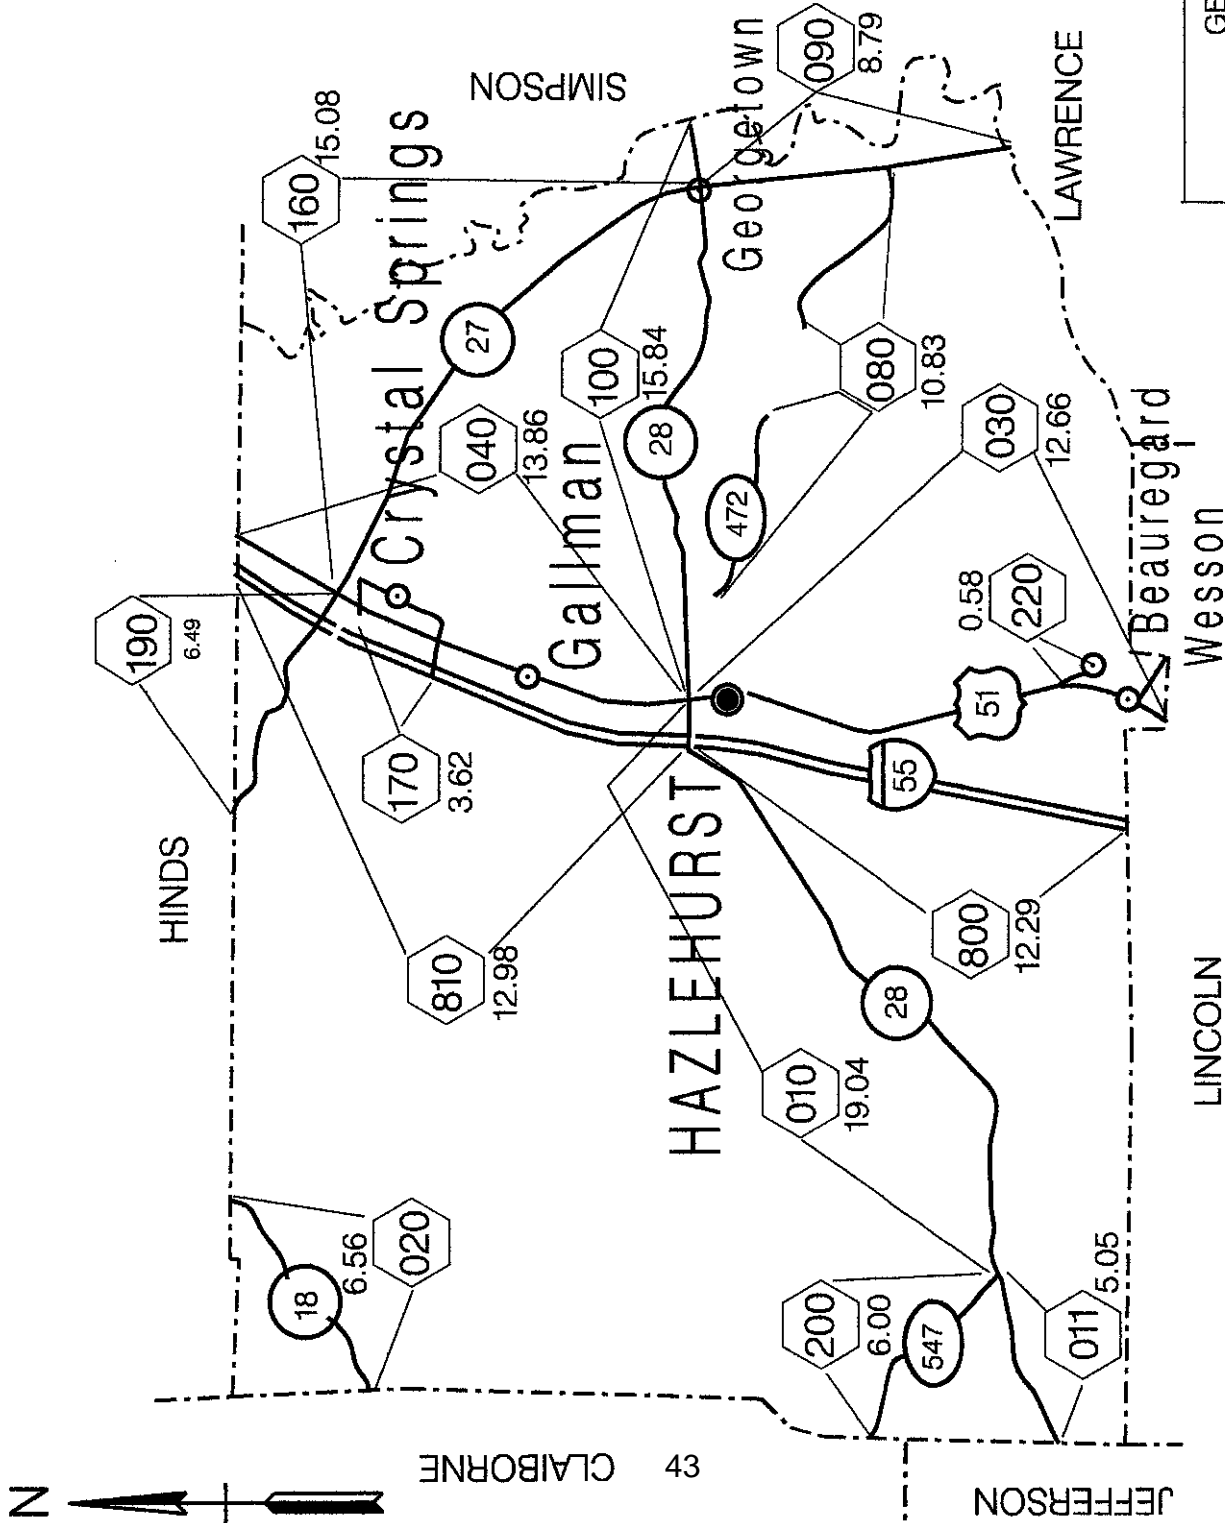 N
HINDS
18
6.56
020
190
6.49
160
15.08
SIMPSON
810
12.98
170
3.62
Crystal Springs
040
13.86
27
Gallman
100
15.84
28
Georgetown
090
8.79
CLAIBORNE
43
HAZLEHURST
472
080
10.83
010
19.04
28
200
6.00
547
55
51
800
12.29
0.58
220
030
12.66
LAWRENCE
011
5.05
Beauregard
Wesson
JEFFERSON
LINCOLN
GE